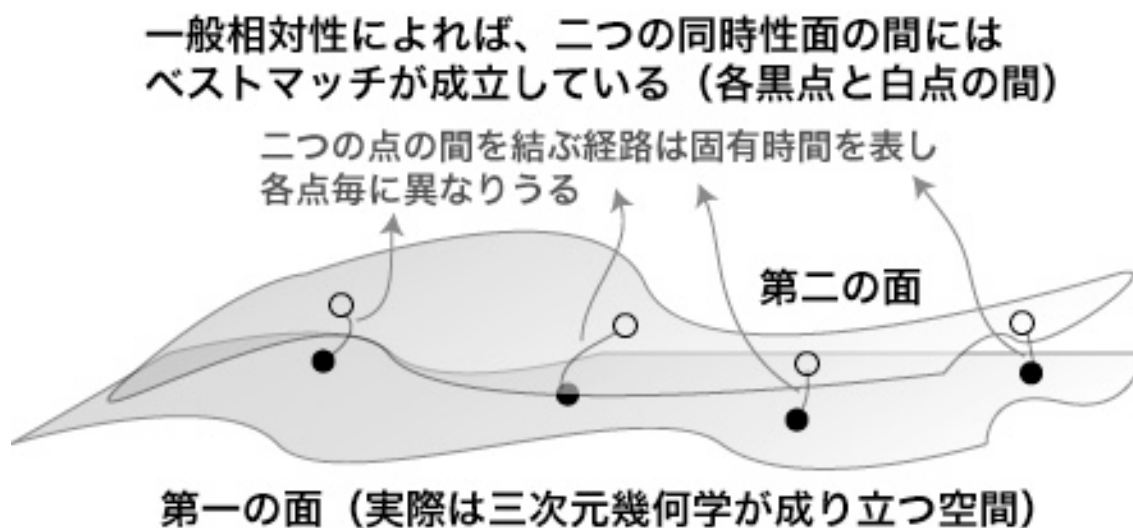 一般相対性によれば、二つの同時性面の間には
ベストマッチが成立している（各黒点と白点の間）
二つの点の間を結ぶ経路は固有時間を表し
各点毎に異なりうる
第二の面
第一の面（実際は三次元幾何学が成り立つ空間）